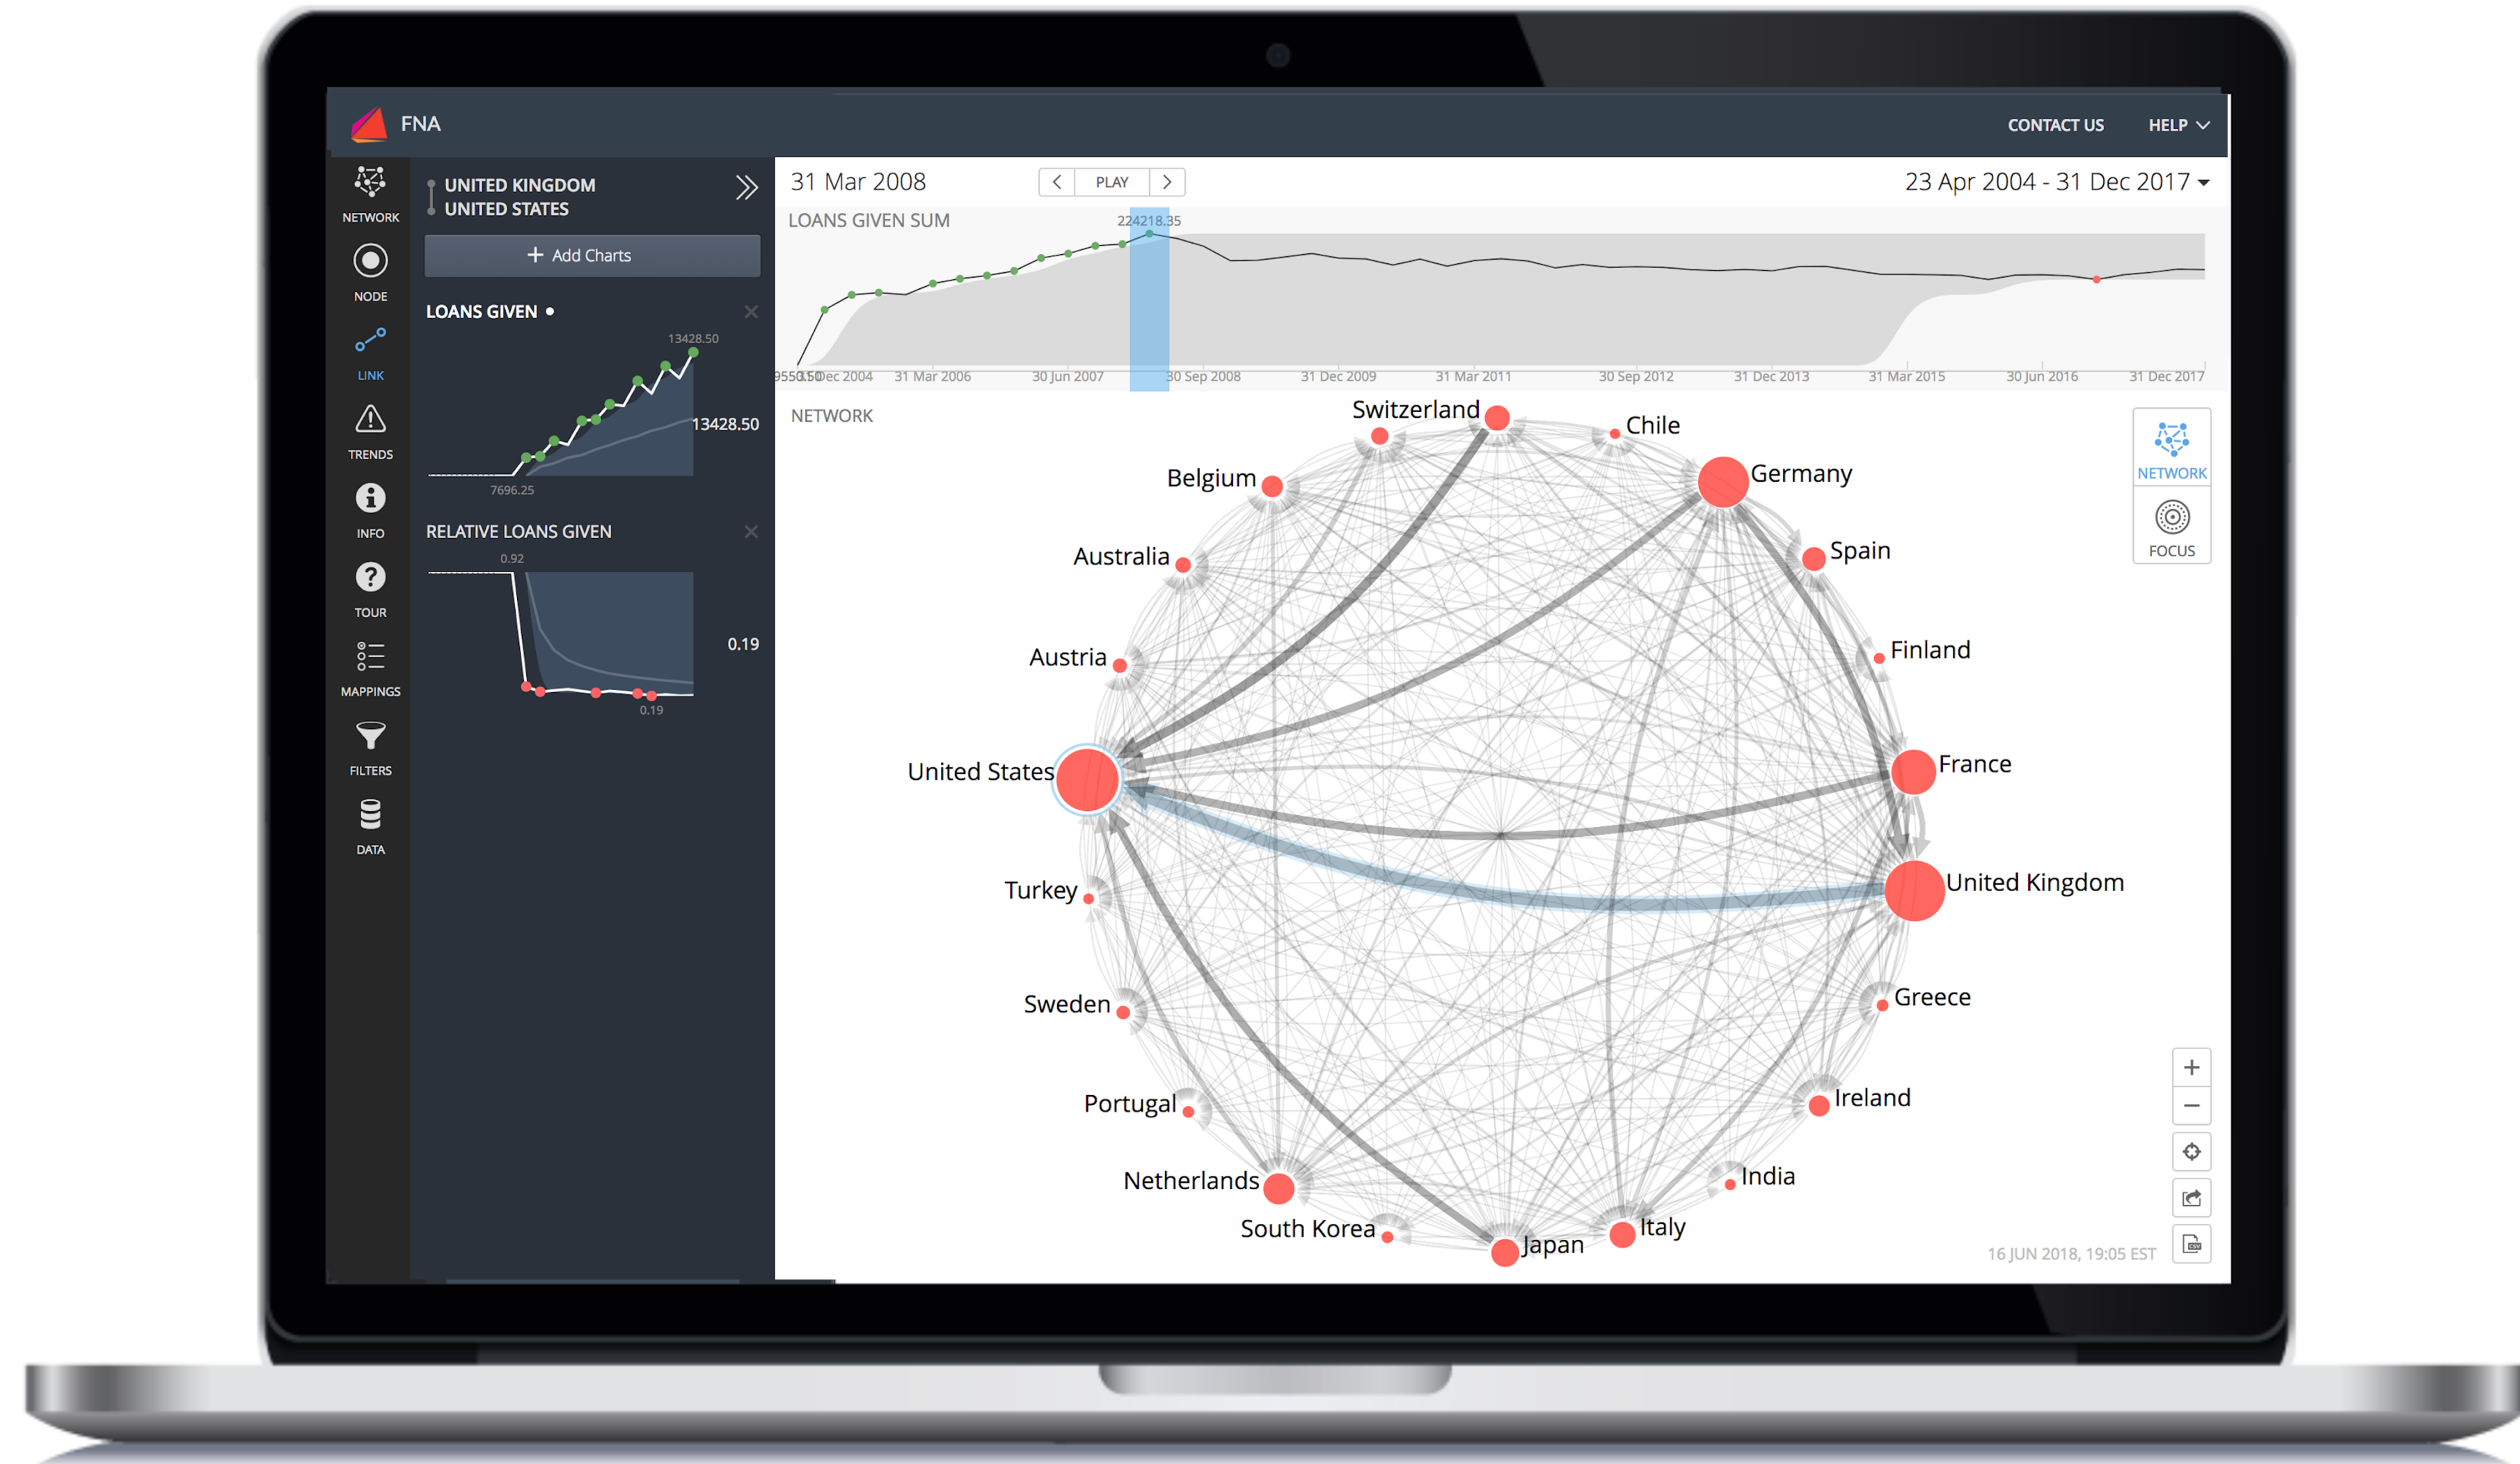 FNA
CONTACT US
HELP
NETWORK
NODE
LINK
TRENDS
INFO
TOUR
MAPPINGS
FILTERS
DATA
UNITED KINGDOM
UNITED STATES
+ Add Charts
LOANS GIVEN
13428.50
13428.50
7696.25
RELATIVE LOANS GIVEN
0.92
0.19
0.19
31 Mar 2008
PLAY
23 Apr 2004 - 31 Dec 2017
LOANS GIVEN SUM
224218.35
Dec 2004
31 Mar 2006
30 Jun 2007
30 Sep 2008
31 Dec 2009
31 Mar 2011
30 Sep 2012
31 Dec 2013
31 Mar 2015
30 Jun 2016
31 Dec 2017
NETWORK
Switzerland
Chile
Belgium
Germany
Australia
Spain
Austria
Finland
United States
France
Turkey
United Kingdom
Sweden
Greece
Portugal
Ireland
Netherlands
India
South Korea
Japan
Italy
NETWORK
FOCUS
+
−
CSV
16 JUN 2018, 19:05 EST